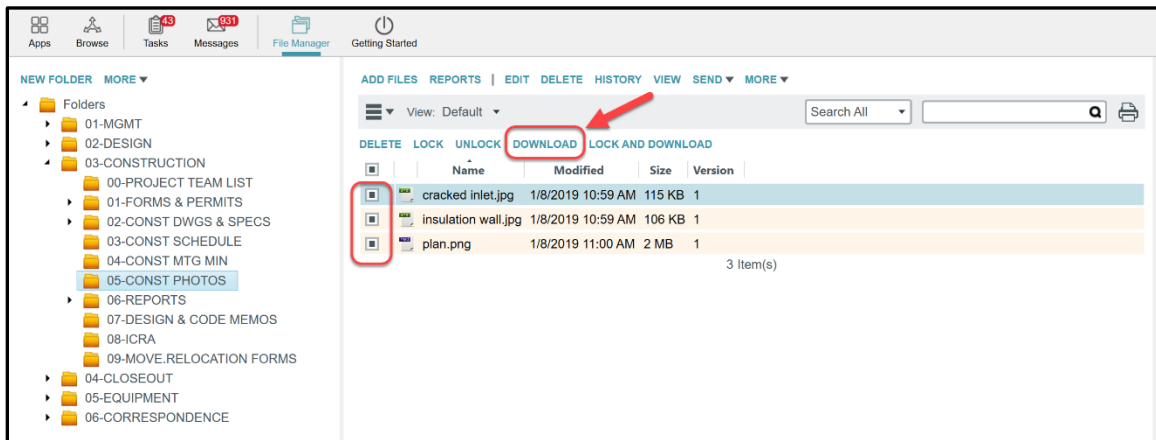 43
931
Apps Browse Tasks Messages File Manager Getting Started
NEW FOLDER MORE
Folders
01-MGMT
02-DESIGN
03-CONSTRUCTION
00-PROJECT TEAM LIST
01-FORMS & PERMITS
02-CONST DWGS & SPECS
03-CONST SCHEDULE
04-CONST MTG MIN
05-CONST PHOTOS
06-REPORTS
07-DESIGN & CODE MEMOS
08-ICRA
09-MOVE.RELOCATION FORMS
04-CLOSEOUT
05-EQUIPMENT
06-CORRESPONDENCE
ADD FILES REPORTS | EDIT DELETE HISTORY VIEW SEND MORE
View: Default Search All
DELETE LOCK UNLOCK DOWNLOAD LOCK AND DOWNLOAD
Name Modified Size Version
cracked inlet.jpg 1/8/2019 10:59 AM 115 KB 1
insulation wall.jpg 1/8/2019 10:59 AM 106 KB 1
plan.png 1/8/2019 11:00 AM 2 MB 1
3 Item(s)